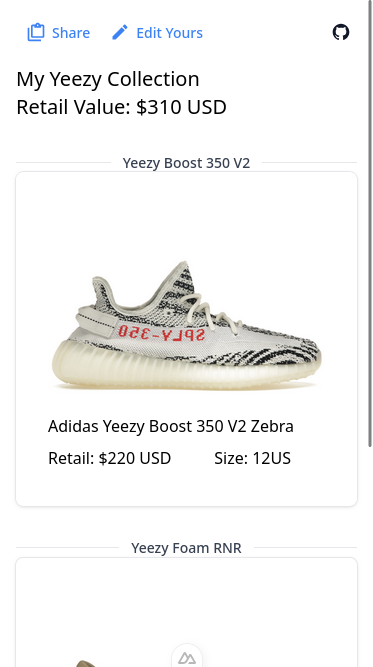 Share Edit Yours
My Yeezy Collection
Retail Value: $310 USD
Yeezy Boost 350 V2
SPLY-350
Adidas Yeezy Boost 350 V2 Zebra
Retail: $220 USD Size: 12US
Yeezy Foam RNR